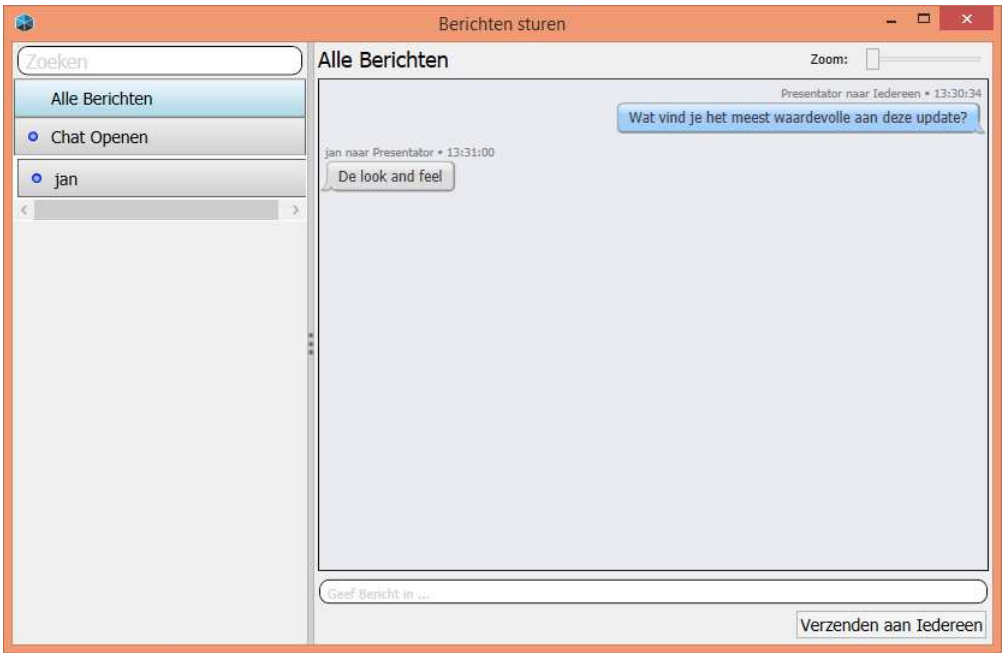 Berichten sturen
Zoeken
Alle Berichten
Chat Openen
jan
Alle Berichten
Zoom:
Presentator naar Iedereen • 13:30:34
Wat vind je het meest waardevolle aan deze update?
jan naar Presentator • 13:31:00
De look and feel
Geef Bericht in ...
Verzenden aan Iedereen